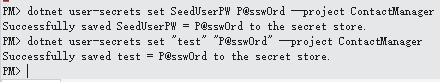 PM> dotnet user-secrets set SeedUserPW P@sswOrd —project ContactManager
Successfully saved SeedUserPW = P@sswOrd to the secret store.
PM> dotnet user-secrets set "test" "P@sswOrd" —project ContactManager
Successfully saved test = P@sswOrd to the secret store.
PM>